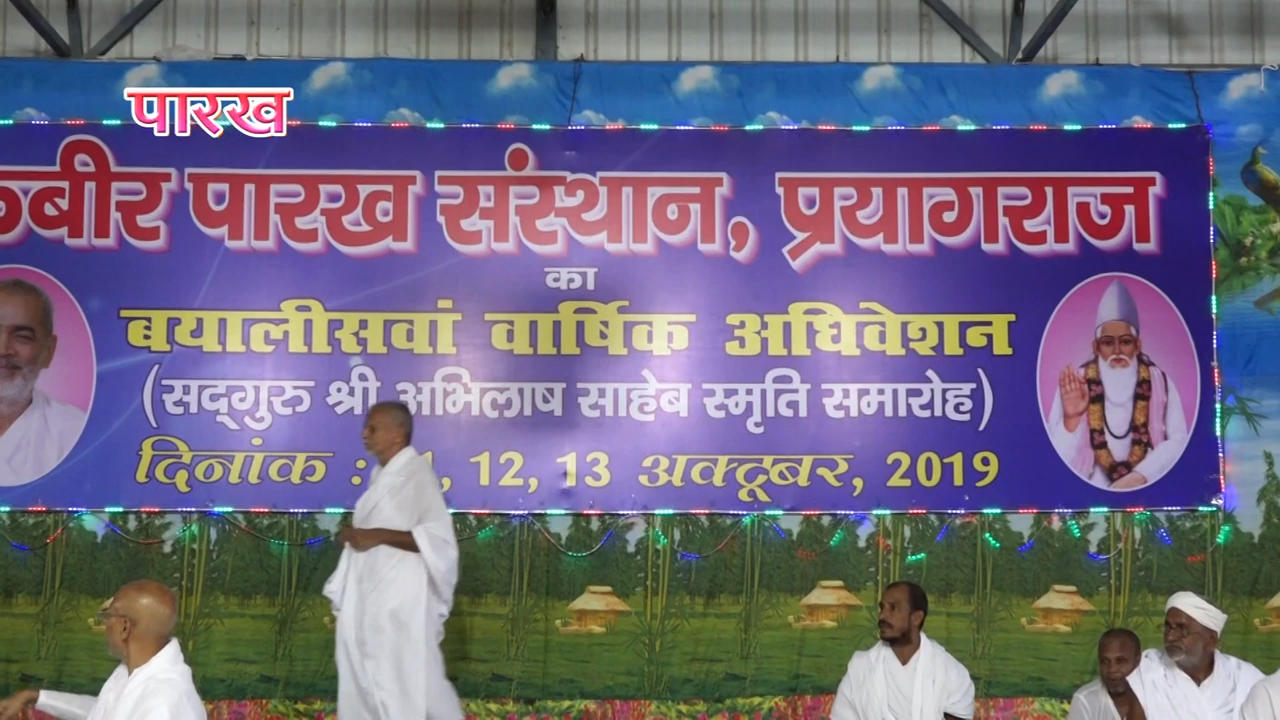 पारख
कबीर पारख संस्थान, प्रयागराज
का
बयालीसवां वार्षिक अधिवेशन
(सद्‌गुरु श्री अभिलाष साहेब स्मृति समारोह)
दिनांक : 12, 13 अक्टूबर, 2019